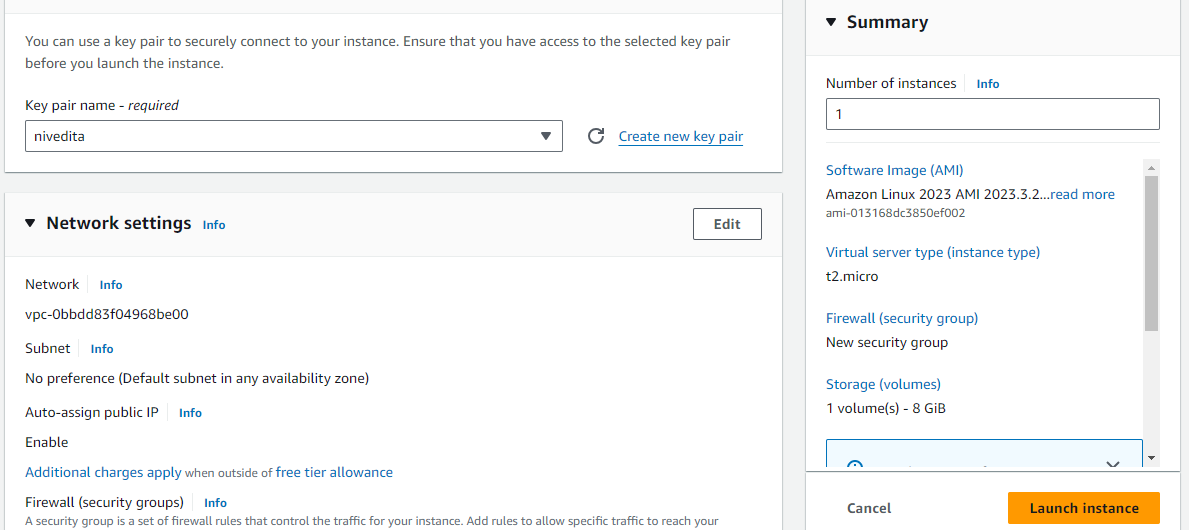 You can use a key pair to securely connect to your instance. Ensure that you have access to the selected key pair
before you launch the instance.
Key pair name - required
nivedita
Create new key pair
Network settings Info
Edit
Network Info
vpc-0bbdd83f04968be00
Subnet Info
No preference (Default subnet in any availability zone)
Auto-assign public IP Info
Enable
Additional charges apply when outside of free tier allowance
Firewall (security groups) Info
A security group is a set of firewall rules that control the traffic for your instance. Add rules to allow specific traffic to reach your
Summary
Number of instances Info
1
Software Image (AMI)
Amazon Linux 2023 AMI 2023.3.2...read more
ami-013168dc3850ef002
Virtual server type (instance type)
t2.micro
Firewall (security group)
New security group
Storage (volumes)
1 volume(s) - 8 GiB
Cancel
Launch instance